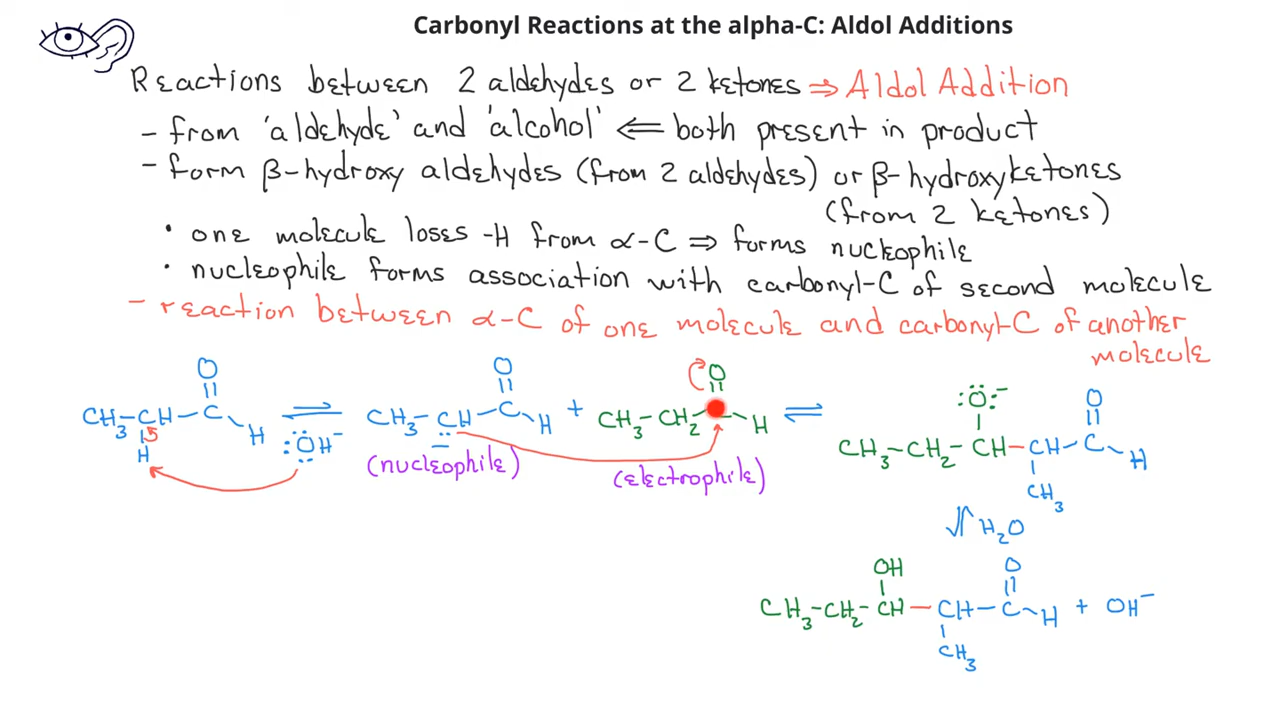 Carbonyl Reactions at the alpha-C: Aldol Additions
Reactions between 2 aldehydes or 2 ketones ⇒ Aldol Addition
- from 'aldehyde' and 'alcohol' ⇐ both present in product
- form β-hydroxy aldehydes (from 2 aldehydes) or β-hydroxyketones
(from 2 ketones)
• one molecule loses -H from α-C ⇒ forms nucleophile
• nucleophile forms association with carbonyl-C of second molecule
- reaction between α-C of one molecule and carbonyl-C of another
molecule
O O O O
:Ö:⁻
CH₃-CH-C H ⇌ CH₃-CH-C H + CH₃-CH₂ H ⇌
H :ÖH⁻
CH₃-CH₂-CH-CH-C H
(nucleophile) (electrophile)
CH₃
H₂O
OH O
CH₃-CH₂-CH-CH-C H + OH⁻
CH₃